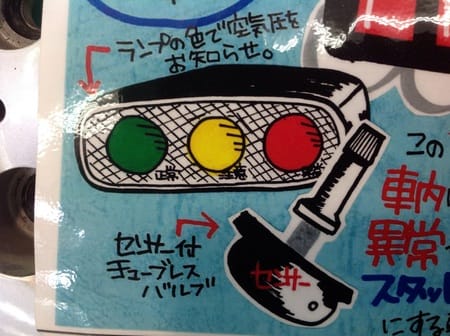 ランプの色で空気圧を
お知らせ。
正常
この
車内
異常
スタッ
にする
センサー付
チューブレス
バルブ
センサー